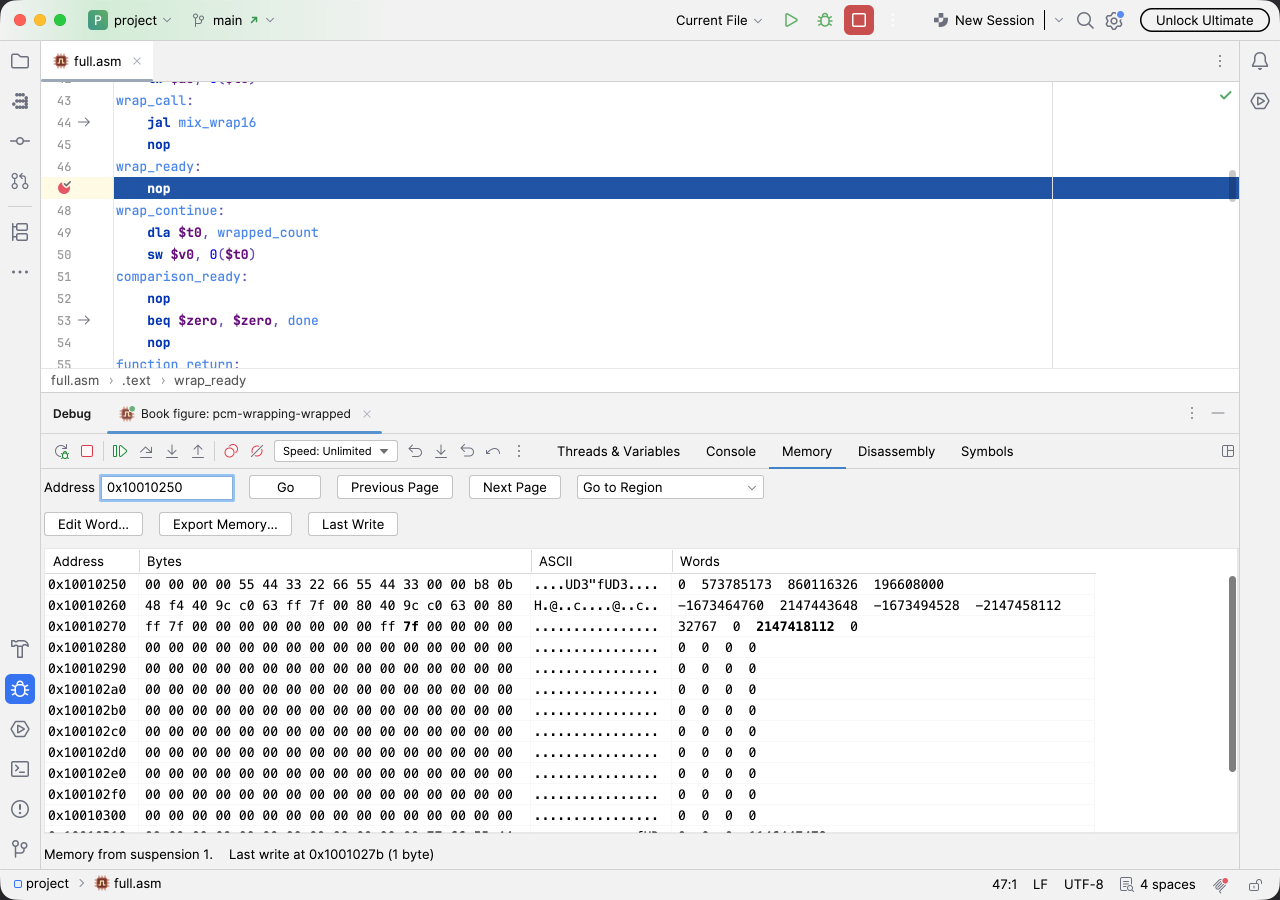 P project main Current File New Session Unlock Ultimate
full.asm
43 wrap_call:
44 jal mix_wrap16
45 nop
46 wrap_ready:
nop
48 wrap_continue:
49 dla $t0, wrapped_count
50 sw $v0, 0($t0)
51 comparison_ready:
52 nop
53 beq $zero, $zero, done
54 nop
55 function_return:
full.asm › .text › wrap_ready
Debug Book figure: pcm-wrapping-wrapped
Speed: Unlimited Threads & Variables Console Memory Disassembly Symbols
Address 0x10010250 Go Previous Page Next Page Go to Region
Edit Word... Export Memory... Last Write
Address Bytes ASCII Words
0x10010250 00 00 00 00 55 44 33 22 66 55 44 33 00 00 b8 0b ....UD3"fUD3.... 0 573785173 860116326 196608000
0x10010260 48 f4 40 9c c0 63 ff 7f 00 80 40 9c c0 63 00 80 H.@..c....@..c.. -1673464760 2147443648 -1673494528 -2147458112
0x10010270 ff 7f 00 00 00 00 00 00 00 00 ff 7f 00 00 00 00 ................ 32767 0 2147418112 0
0x10010280 00 00 00 00 00 00 00 00 00 00 00 00 00 00 00 00 ................ 0 0 0 0
0x10010290 00 00 00 00 00 00 00 00 00 00 00 00 00 00 00 00 ................ 0 0 0 0
0x100102a0 00 00 00 00 00 00 00 00 00 00 00 00 00 00 00 00 ................ 0 0 0 0
0x100102b0 00 00 00 00 00 00 00 00 00 00 00 00 00 00 00 00 ................ 0 0 0 0
0x100102c0 00 00 00 00 00 00 00 00 00 00 00 00 00 00 00 00 ................ 0 0 0 0
0x100102d0 00 00 00 00 00 00 00 00 00 00 00 00 00 00 00 00 ................ 0 0 0 0
0x100102e0 00 00 00 00 00 00 00 00 00 00 00 00 00 00 00 00 ................ 0 0 0 0
0x100102f0 00 00 00 00 00 00 00 00 00 00 00 00 00 00 00 00 ................ 0 0 0 0
0x10010300 00 00 00 00 00 00 00 00 00 00 00 00 00 00 00 00 ................ 0 0 0 0
Memory from suspension 1. Last write at 0x1001027b (1 byte)
project › full.asm 47:1 LF UTF-8 4 spaces